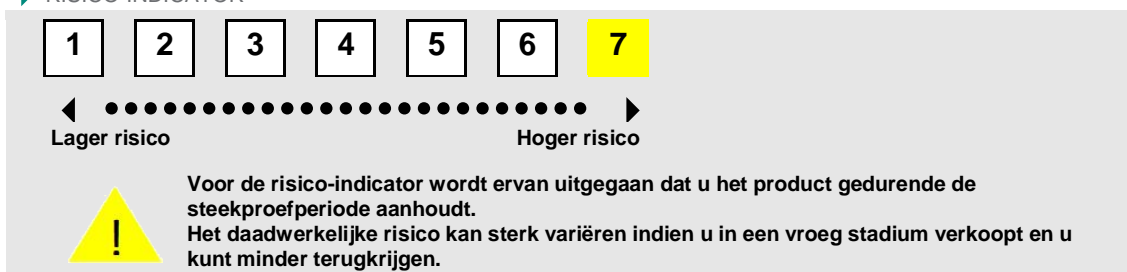 RISICO-INDICATOR
1 2 3 4 5 6 7
Lager risico Hoger risico
Voor de risico-indicator wordt ervan uitgegaan dat u het product gedurende de
steekproefperiode aanhoudt.
Het daadwerkelijke risico kan sterk variëren indien u in een vroeg stadium verkoopt en u
kunt minder terugkrijgen.